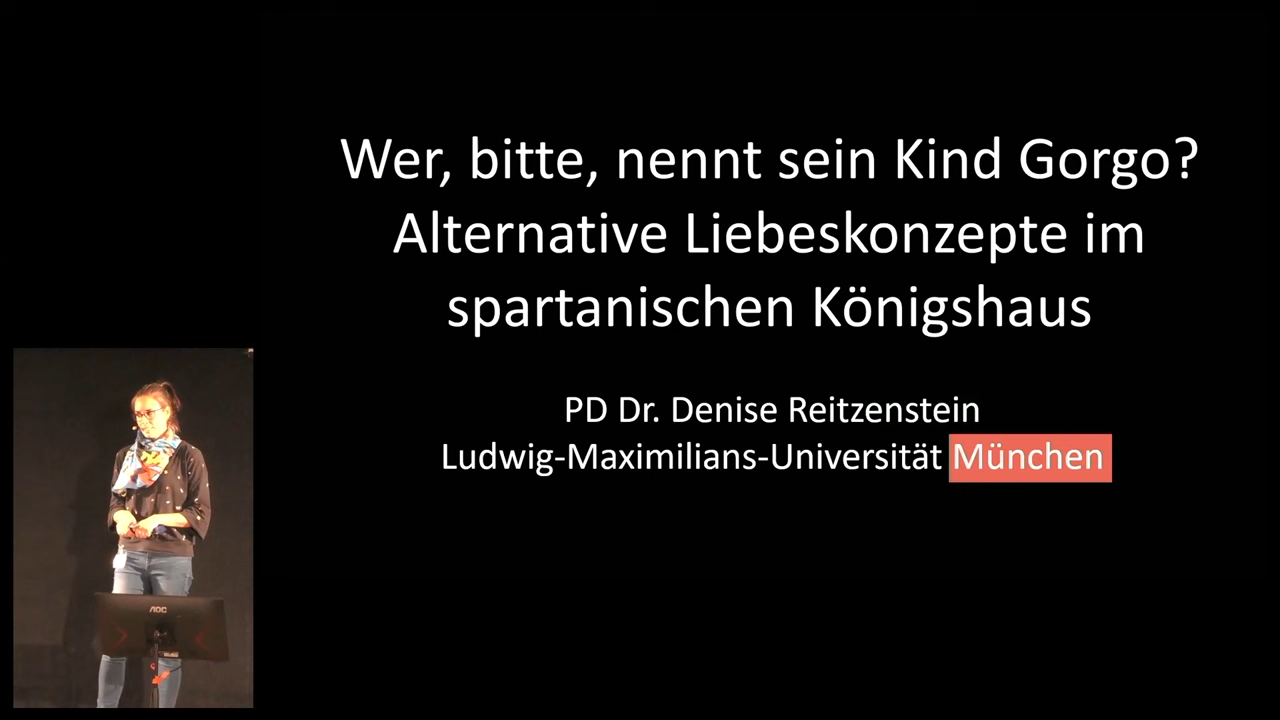 Wer, bitte, nennt sein Kind Gorgo?
Alternative Liebeskonzepte im
spartanischen Königshaus
PD Dr. Denise Reitzenstein
Ludwig-Maximilians-Universität München
AOC